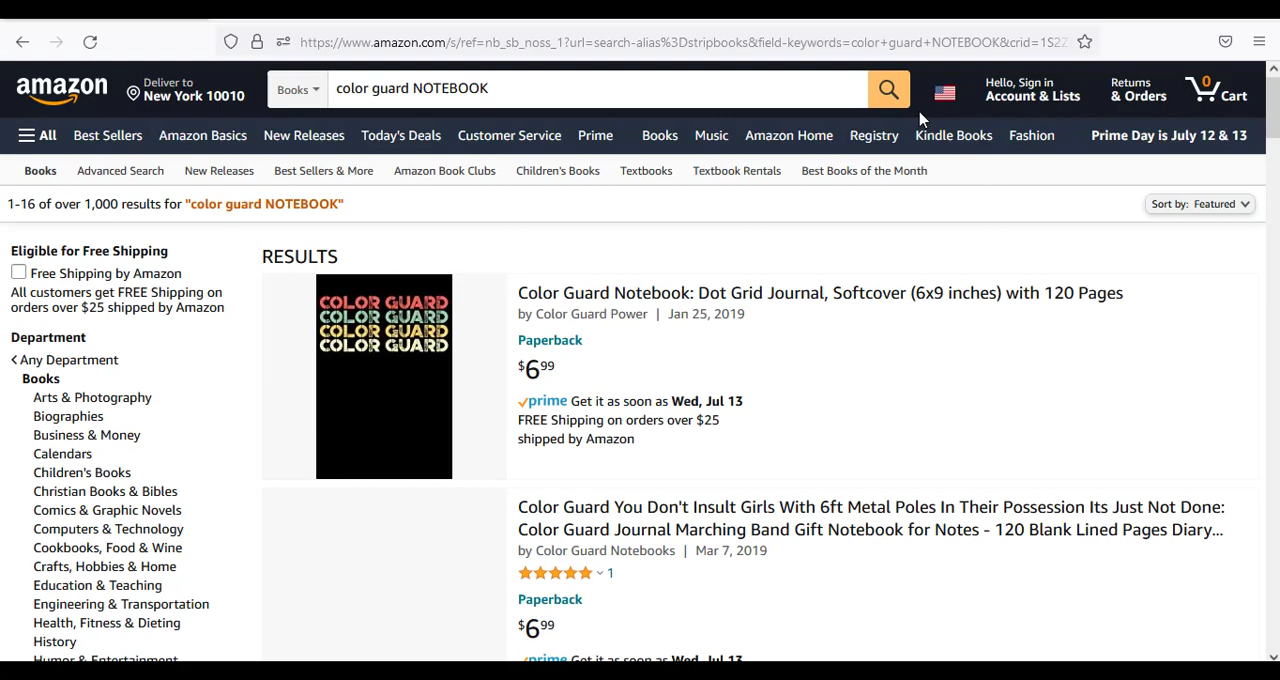 https://www.amazon.com/s/ref=nb_sb_noss_1?url=search-alias%3Dstripbooks&field-keywords=color+guard+NOTEBOOK&crid=1S2Z
amazon
Deliver to
New York 10010
Books
color guard NOTEBOOK
Hello, Sign in
Account & Lists
Returns
& Orders
0
Cart
All
Best Sellers
Amazon Basics
New Releases
Today's Deals
Customer Service
Prime
Books
Music
Amazon Home
Registry
Kindle Books
Fashion
Prime Day is July 12 & 13
Books
Advanced Search
New Releases
Best Sellers & More
Amazon Book Clubs
Children's Books
Textbooks
Textbook Rentals
Best Books of the Month
1-16 of over 1,000 results for "color guard NOTEBOOK"
Sort by: Featured
Eligible for Free Shipping
Free Shipping by Amazon
All customers get FREE Shipping on
orders over $25 shipped by Amazon
Department
Any Department
Books
Arts & Photography
Biographies
Business & Money
Calendars
Children's Books
Christian Books & Bibles
Comics & Graphic Novels
Computers & Technology
Cookbooks, Food & Wine
Crafts, Hobbies & Home
Education & Teaching
Engineering & Transportation
Health, Fitness & Dieting
History
Humor & Entertainment
RESULTS
COLOR GUARD
COLOR GUARD
COLOR GUARD
COLOR GUARD
Color Guard Notebook: Dot Grid Journal, Softcover (6x9 inches) with 120 Pages
by Color Guard Power | Jan 25, 2019
Paperback
$6 99
prime Get it as soon as Wed, Jul 13
FREE Shipping on orders over $25
shipped by Amazon
Color Guard You Don't Insult Girls With 6ft Metal Poles In Their Possession Its Just Not Done:
Color Guard Journal Marching Band Gift Notebook for Notes - 120 Blank Lined Pages Diary...
by Color Guard Notebooks | Mar 7, 2019
1
Paperback
$6 99
prime Get it as soon as Wed, Jul 13